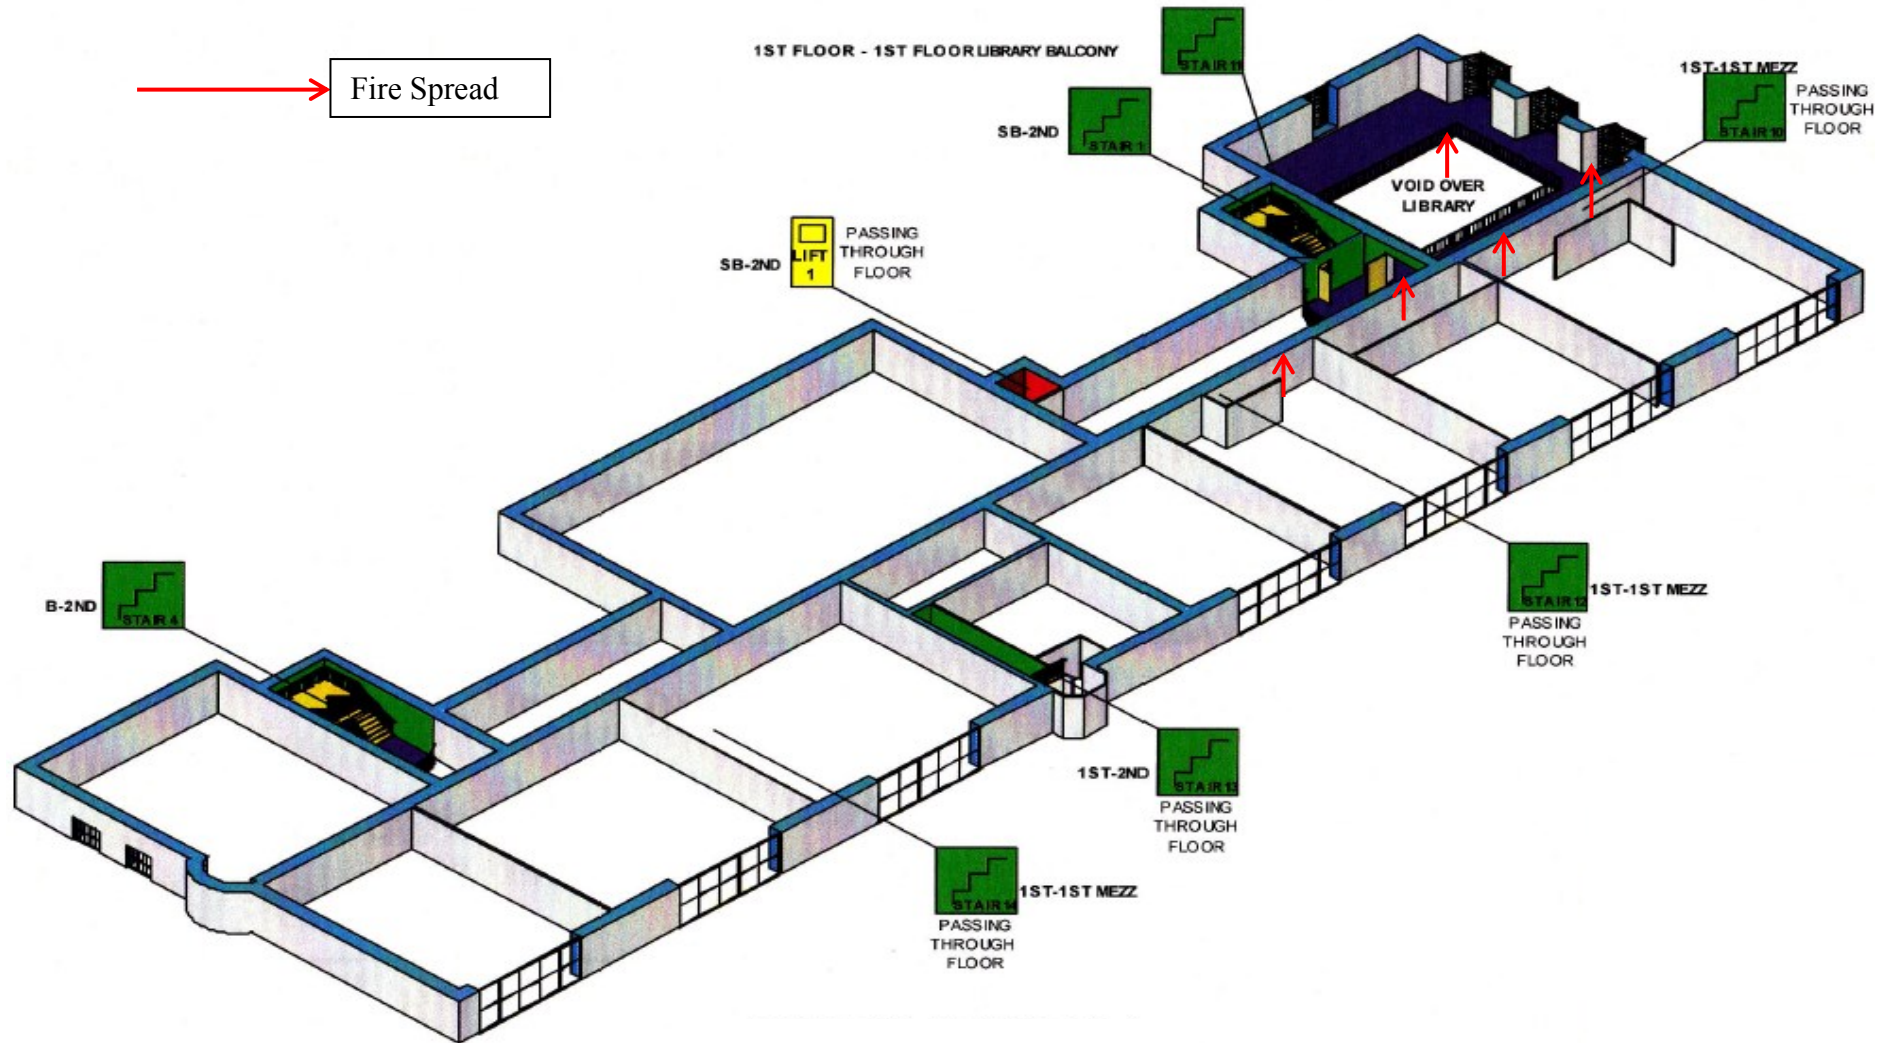 1ST FLOOR - 1ST FLOOR LIBRARY BALCONY
STAIR 11
Fire Spread
1ST-1ST MEZZ
STAIR 10
PASSING
THROUGH
FLOOR
SB-2ND
STAIR 1
VOID OVER
LIBRARY
SB-2ND
LIFT
1
PASSING
THROUGH
FLOOR
B-2ND
STAIR 4
STAIR 12
1ST-1ST MEZZ
PASSING
THROUGH
FLOOR
1ST-2ND
STAIR 13
PASSING
THROUGH
FLOOR
STAIR 14
1ST-1ST MEZZ
PASSING
THROUGH
FLOOR